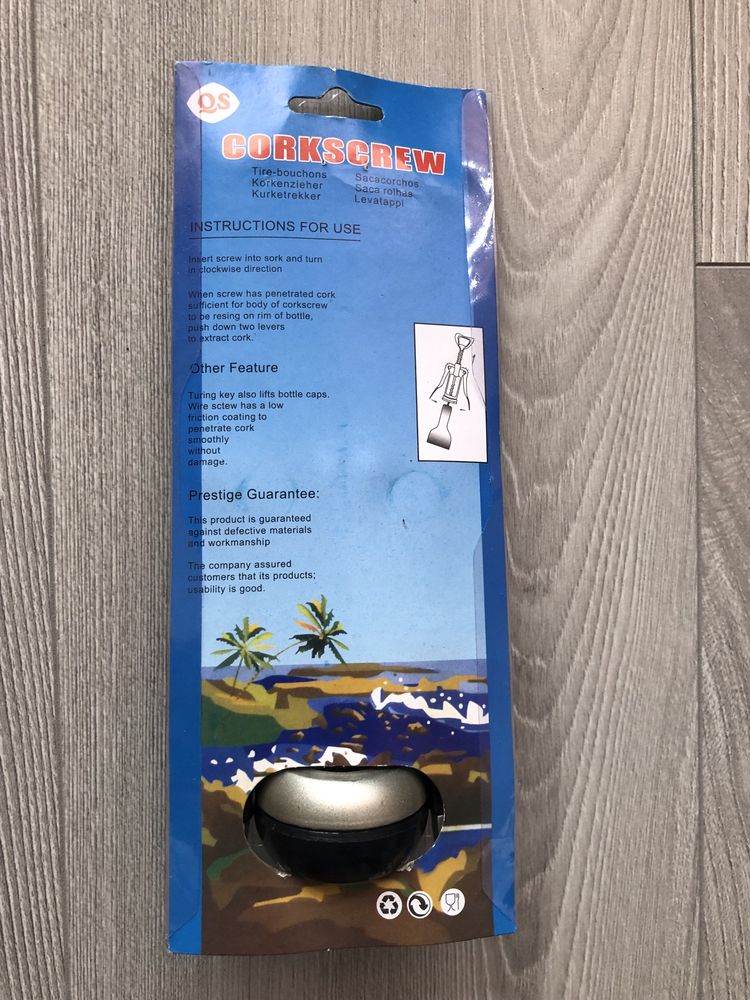 QS
CORKSCREW
Tire-bouchons
Korkenzieher
Kurketrekker
Sacacorchos
Saca rolhas
Levatappi
INSTRUCTIONS FOR USE
Insert screw into sork and turn
in clockwise direction
When screw has penetrated cork
sufficient for body of corkscrew
to be resing on rim of bottle,
push down two levers
to extract cork.
Other Feature
Turing key also lifts bottle caps.
Wire sctew has a low
friction coating to
penetrate cork
smoothly
without
damage.
Prestige Guarantee:
This product is guaranteed
against defective materials
and workmanship
The company assured
customers that its products;
usability is good.